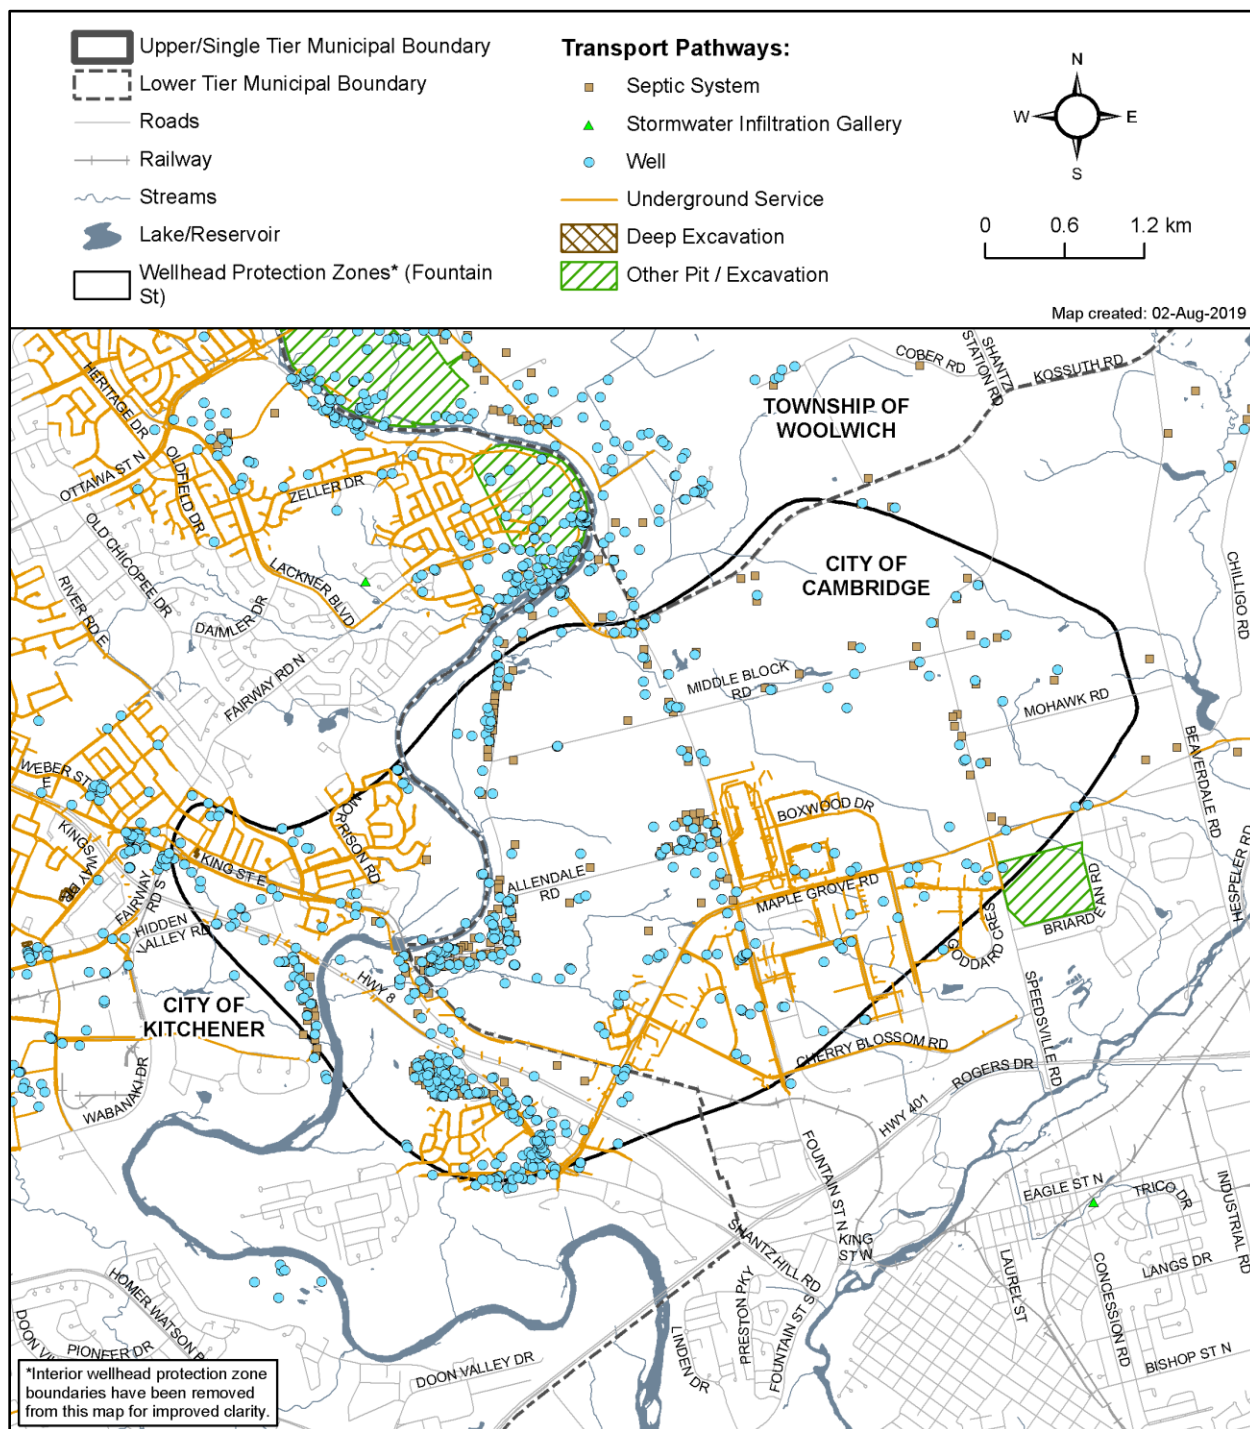 Upper/Single Tier Municipal Boundary
Lower Tier Municipal Boundary
Roads
Railway
Streams
Lake/Reservoir
Wellhead Protection Zones* (Fountain
St)
Transport Pathways:
Septic System
Stormwater Infiltration Gallery
Well
Underground Service
Deep Excavation
Other Pit / Excavation
N
W
E
S
0
0.6
1.2 km
Map created: 02-Aug-2019
COBER RD
SHANTZ
STATION RD
KOSSUTH RD
TOWNSHIP OF
WOOLWICH
HERITAGE DR
OTTAWA ST N
OLDFIELD DR
ZELLER DR
OLD CHICOPEE DR
LACKNER BLVD
RIVER RD E
DAIMLER DR
FAIRWAY RD N
CITY OF
CAMBRIDGE
CHILLIGO RD
MIDDLE BLOCK
RD
MOHAWK RD
BEAVERDALE RD
WEBER ST
E
KINGSWAY DR
MORRISON RD
KING ST E
BOXWOOD DR
FAIRWAY
RD S
HIDDEN
VALLEY RD
ALLENDALE
RD
MAPLE GROVE RD
HESPELER RD
BRIARDEAN RD
GODDARD CRES
HWY 8
CITY OF
KITCHENER
SPEEDSVILLE RD
CHERRY BLOSSOM RD
ROGERS DR
WABANAKI DR
HWY 401
FOUNTAIN ST N
EAGLE ST N
TRICO DR
INDUSTRIAL RD
KING
ST W
SHANTZ HILL RD
LANGS DR
LAUREL ST
CONCESSION RD
HOMER WATSON B
PRESTON PKY
FOUNTAIN ST S
LINDEN DR
BISHOP ST N
PIONEER DR
DOON VALLEY DR
*Interior wellhead protection zone
boundaries have been removed
from this map for improved clarity.